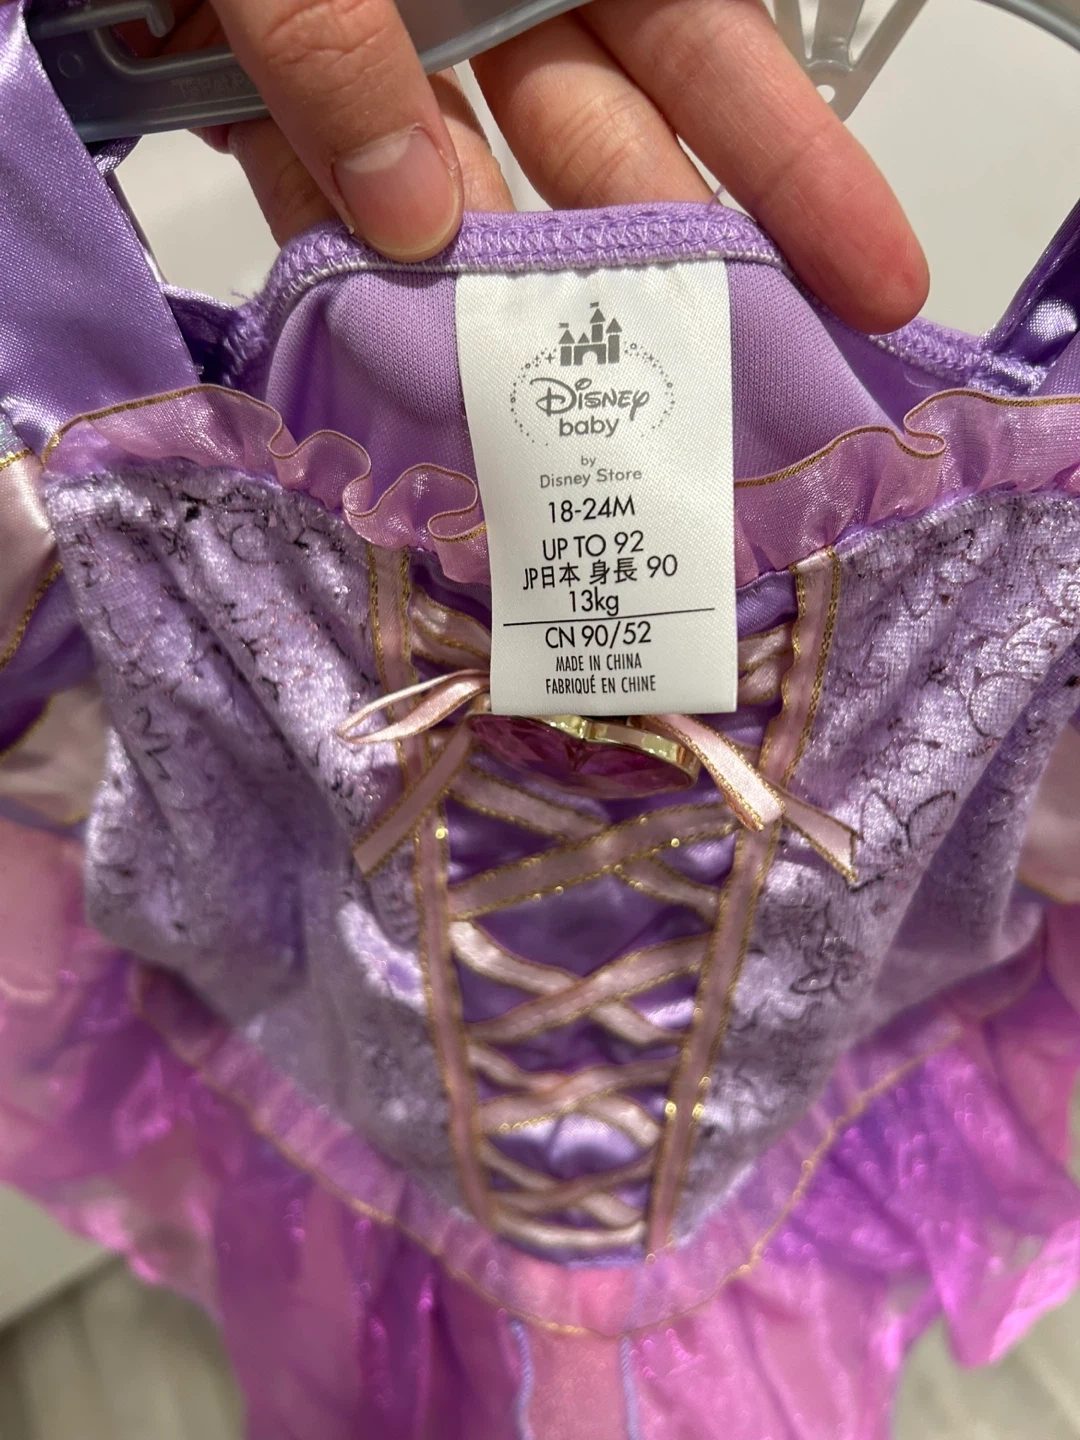 Disney
baby
by
Disney Store
18-24M
UP TO 92
JP日本 身長 90
13kg
CN 90/52
MADE IN CHINA
FABRIQUÉ EN CHINE